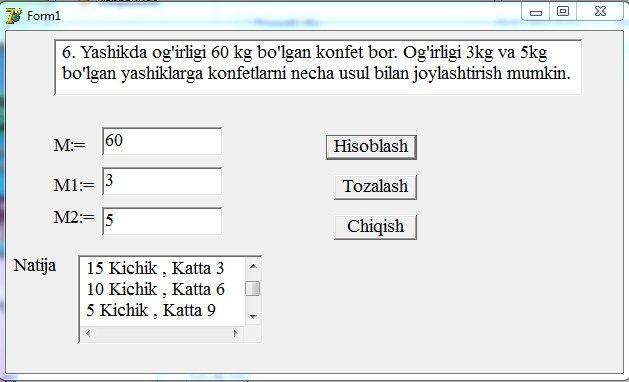 Form1
6. Yashikda og'irligi 60 kg bo'lgan konfet bor. Og'irligi 3kg va 5kg
bo'lgan yashiklarga konfetlarni necha usul bilan joylashtirish mumkin.
M:= 60
Hisoblash
M1:= 3
Tozalash
M2:= 5
Chiqish
Natija
15 Kichik , Katta 3
10 Kichik , Katta 6
5 Kichik , Katta 9